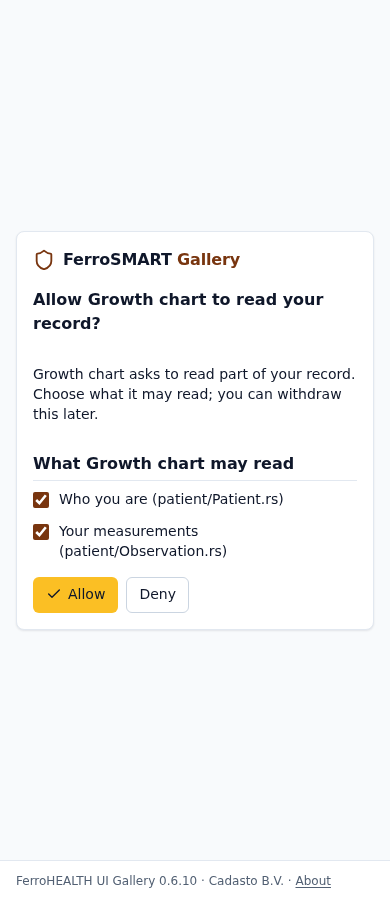 FerroSMART Gallery
Allow Growth chart to read your
record?
Growth chart asks to read part of your record.
Choose what it may read; you can withdraw
this later.
What Growth chart may read
Who you are (patient/Patient.rs)
Your measurements
(patient/Observation.rs)
Allow
Deny
FerroHEALTH UI Gallery 0.6.10 · Cadasto B.V. · About